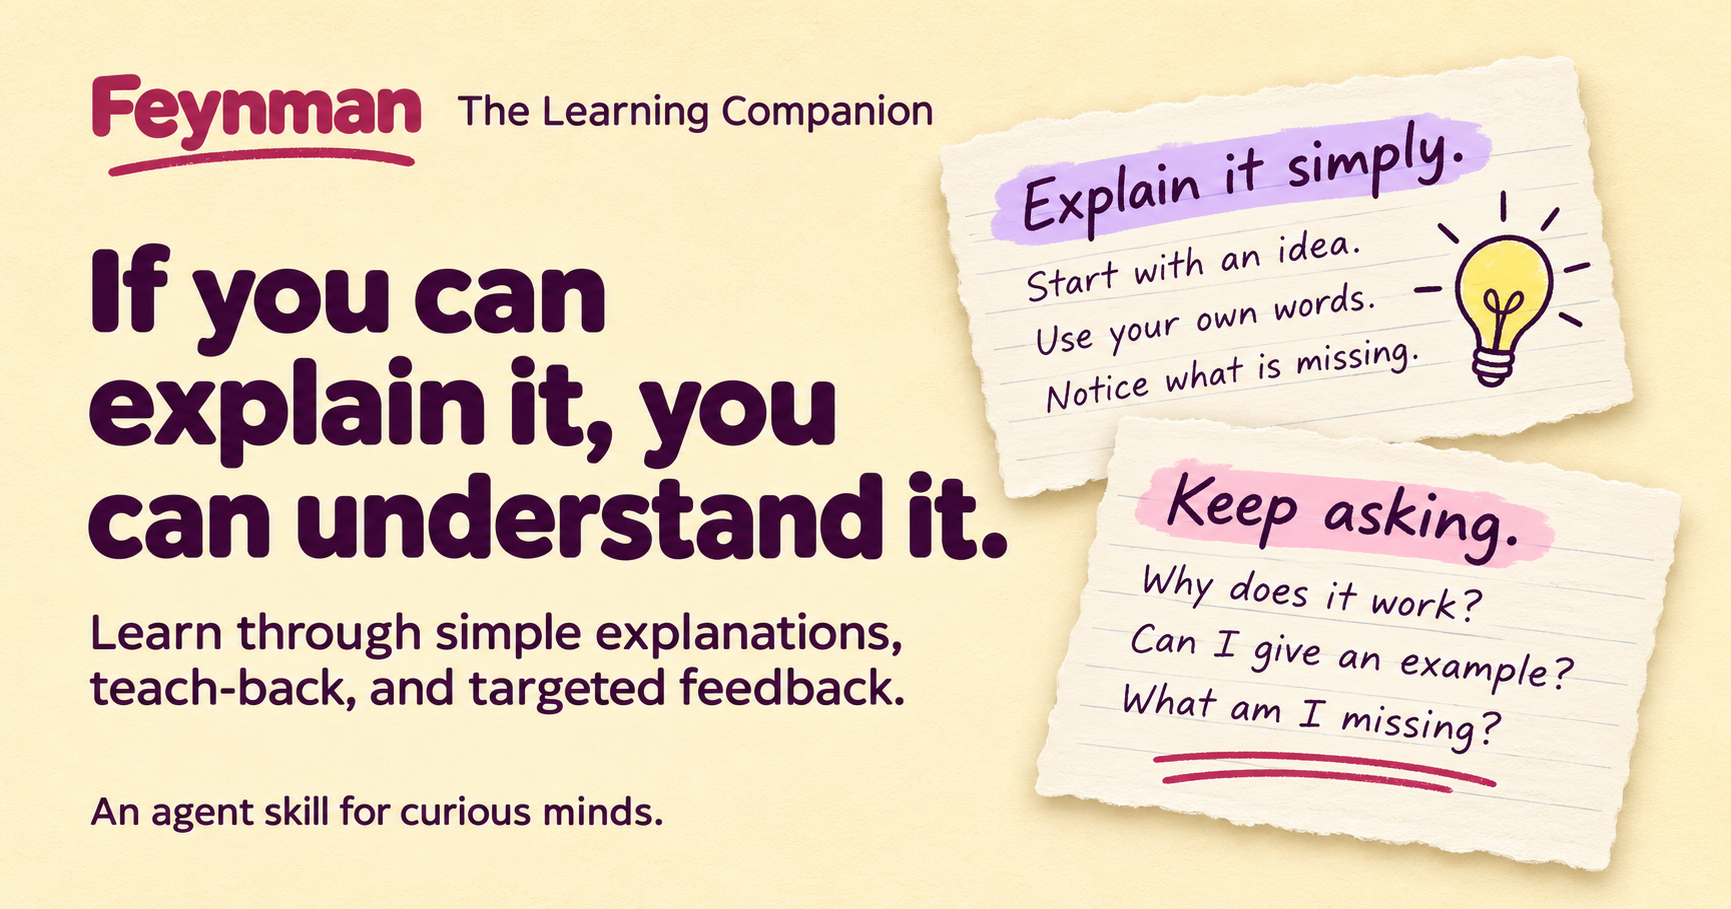 Feynman
The Learning Companion
If you can
explain it, you
can understand it.
Learn through simple explanations,
teach-back, and targeted feedback.
An agent skill for curious minds.
Explain it simply.
Start with an idea.
Use your own words.
Notice what is missing.
Keep asking.
Why does it work?
Can I give an example?
What am I missing?